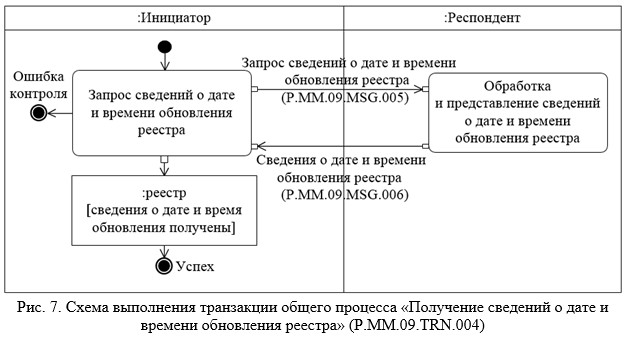 :Инициатор
:Респондент
Ошибка
контроля
Запрос сведений о дате
и времени обновления
реестра
Запрос сведений о дате и времени
обновления реестра
(P.MM.09.MSG.005)
Обработка
и представление сведений
о дате и времени
обновления реестра
Сведения о дате и времени
обновления реестра
(P.MM.09.MSG.006)
:реестр
[сведения о дате и время
обновления получены]
Успех
Рис. 7. Схема выполнения транзакции общего процесса «Получение сведений о дате и
времени обновления реестра» (P.MM.09.TRN.004)